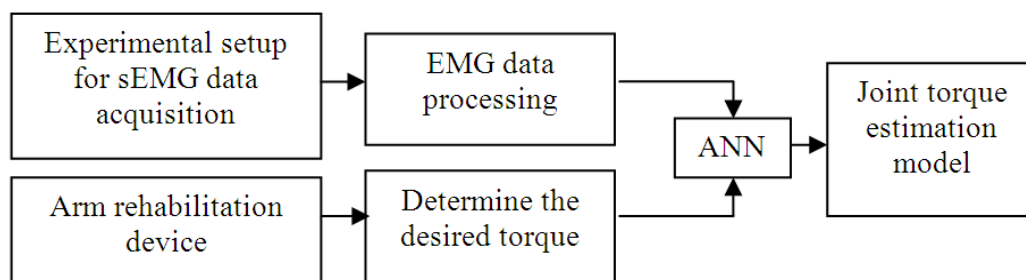 Experimental setup
for sEMG data
acquisition
EMG data
processing
ANN
Joint torque
estimation
model
Arm rehabilitation
device
Determine the
desired torque